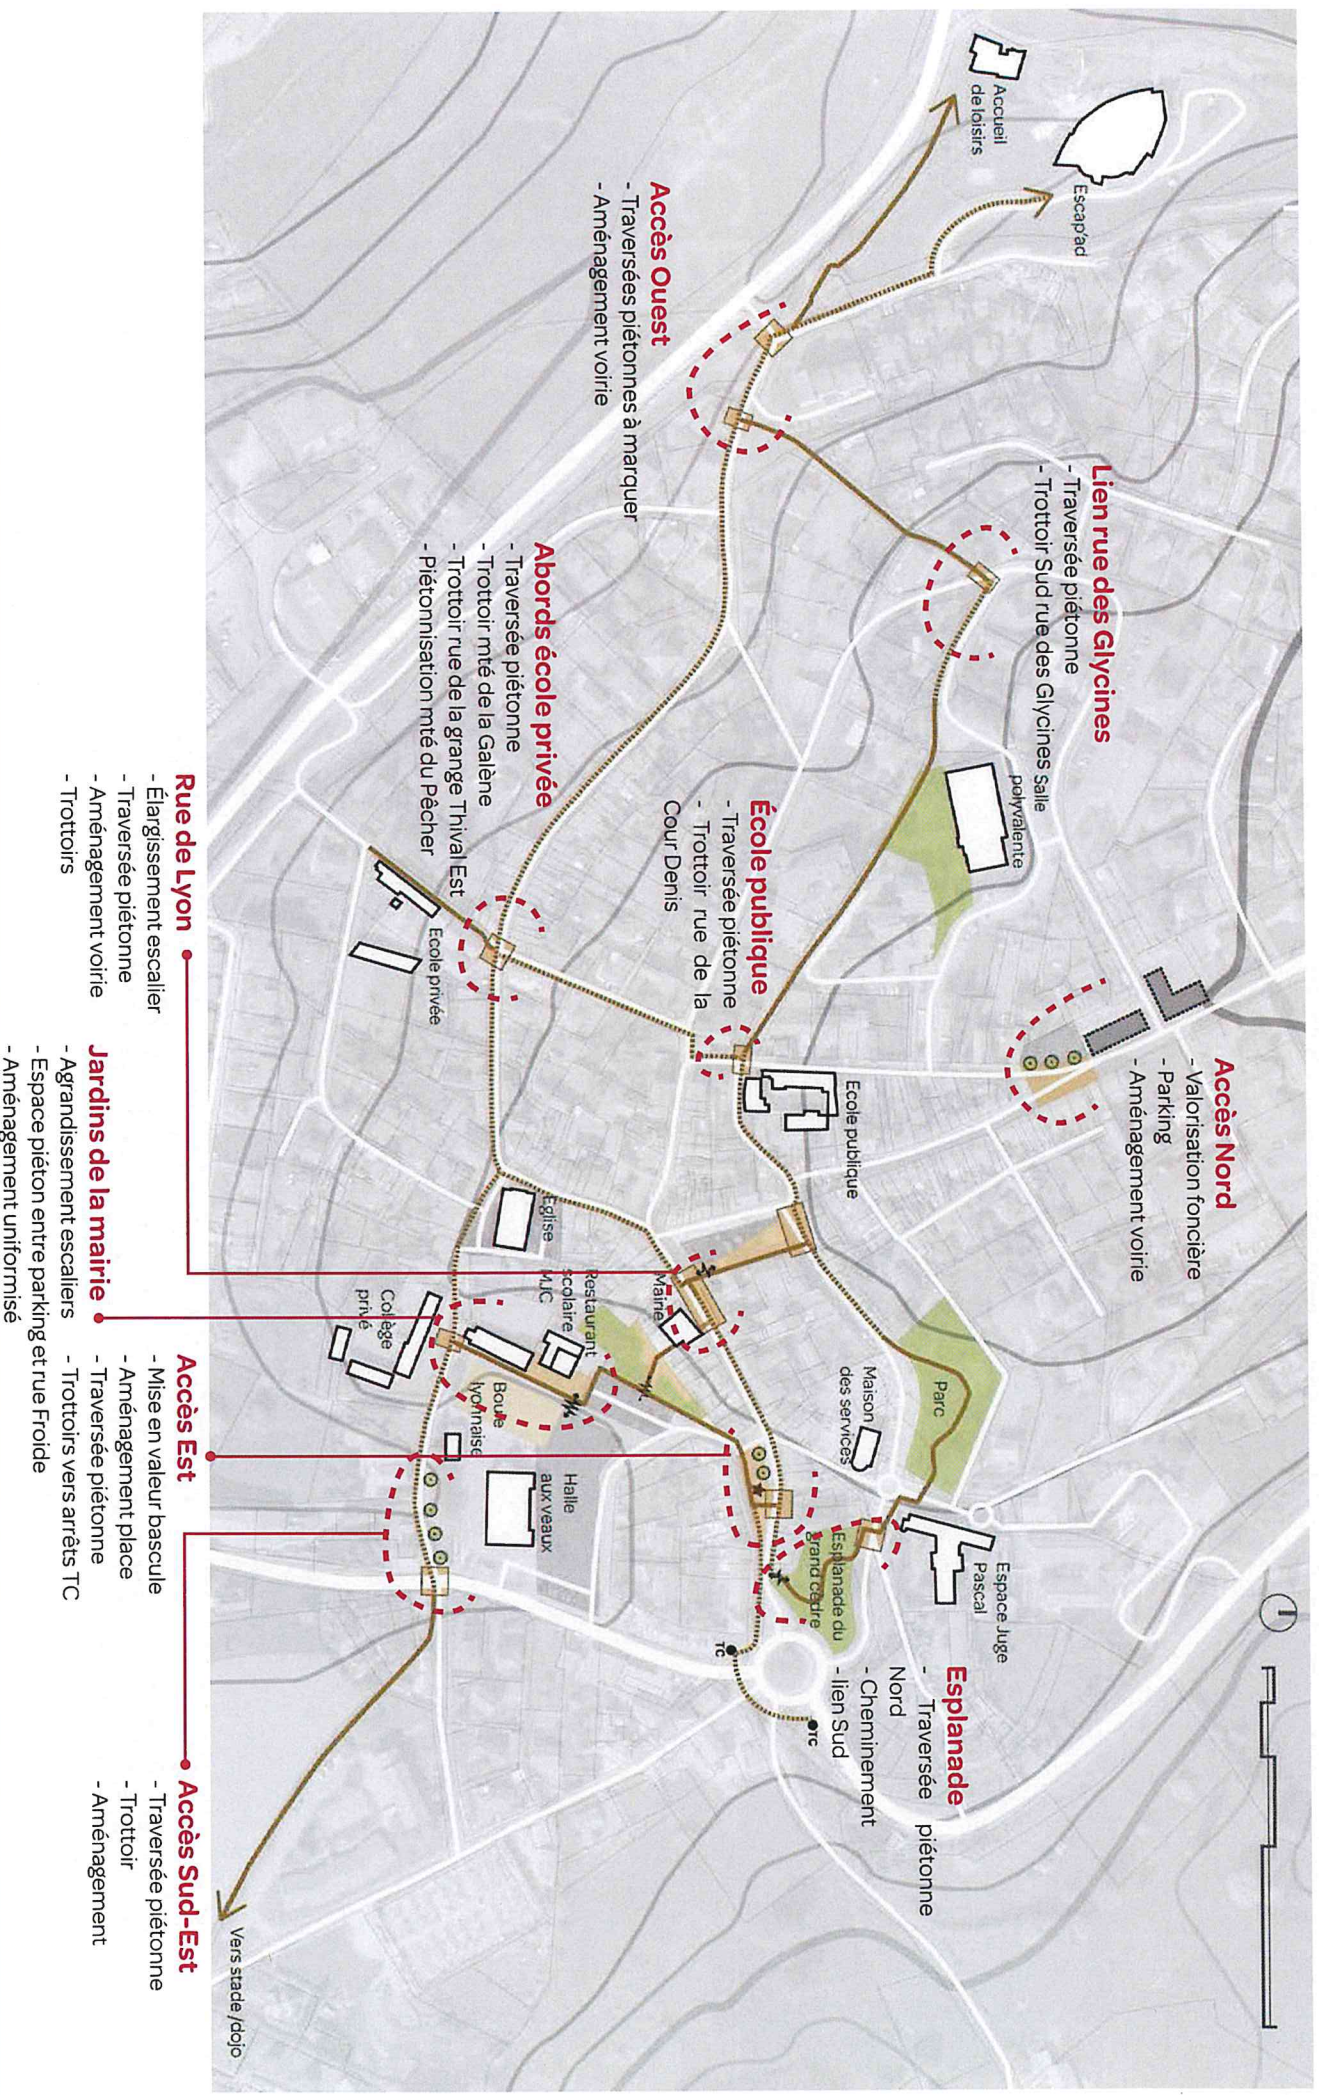 Accueil
de loisirs
Escap'ad
Accès Ouest
- Traversées piétonnes à marquer
- Aménagement voirie
Lien rue des Glycines
- Traversée piétonne
- Trottoir Sud rue des Glycines
Salle
polyvalente
Abords école privée
- Traversée piétonne
- Trottoir mté de la Galène
- Trottoir rue de la grange Thival Est
- Piétonnisation mté du Pêcher
École publique
- Traversée piétonne
- Trottoir rue de la
Cour Denis
Accès Nord
- Valorisation foncière
- Parking
- Aménagement voirie
Ecole privée
Ecole publique
Eglise
Mairie
Restaurant
scolaire
MJC
Collège
privé
Boule
lyonnaise
Halle
aux veaux
Maison
des services
Parc
Esplanade du
grand cèdre
Espace Juge
Pascal
TC
TC
Esplanade
- Traversée piétonne
Nord
- Cheminement
- lien Sud
Rue de Lyon
- Élargissement escalier
- Traversée piétonne
- Aménagement voirie
- Trottoirs
Jardins de la mairie
- Agrandissement escaliers
- Espace piéton entre parking et rue Froide
- Aménagement uniformisé
Accès Est
- Mise en valeur bascule
- Aménagement place
- Traversée piétonne
- Trottoirs vers arrêts TC
Accès Sud-Est
- Traversée piétonne
- Trottoir
- Aménagement
Vers stade /dojo